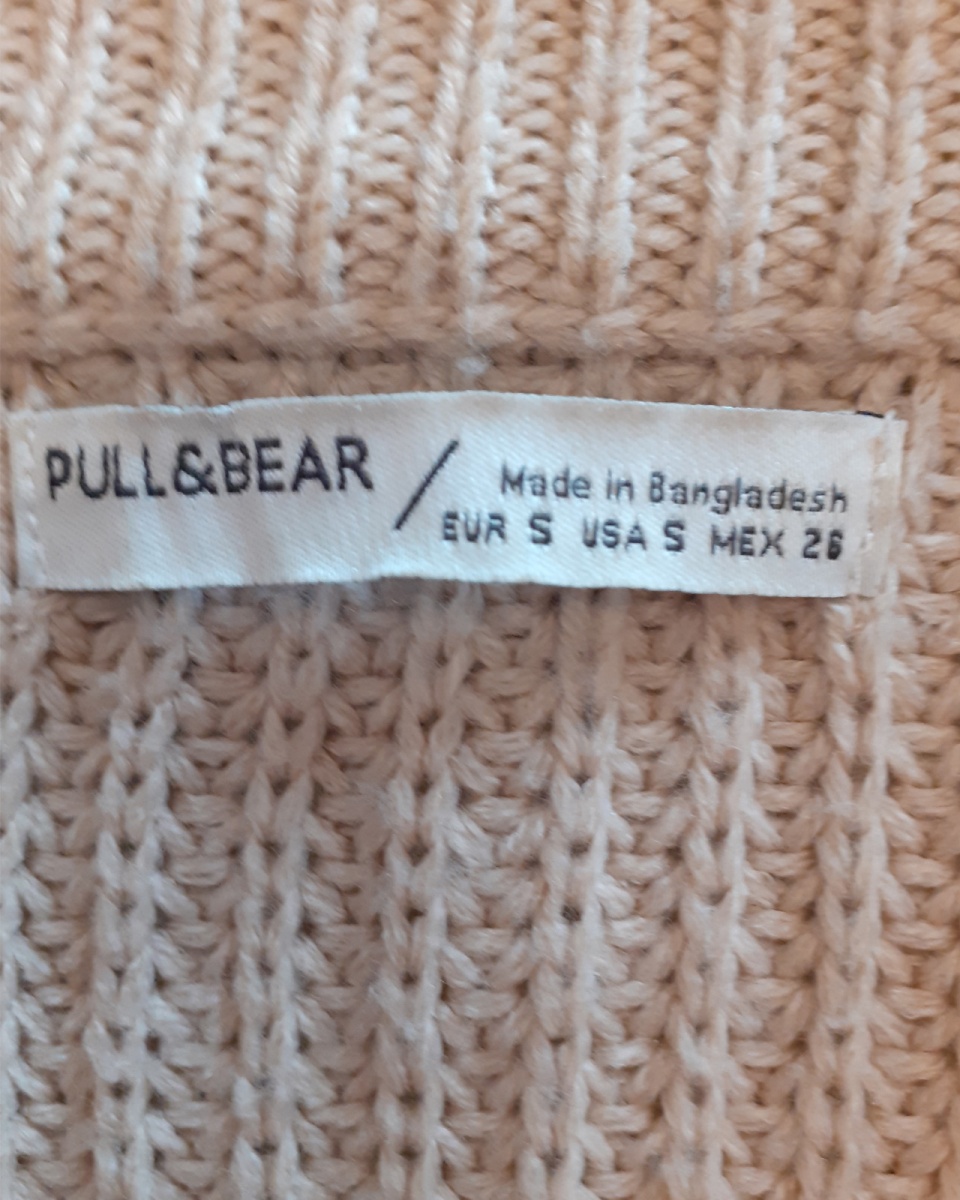 PULL&BEAR /
Made in Bangladesh
EUR S USA S MEX 26